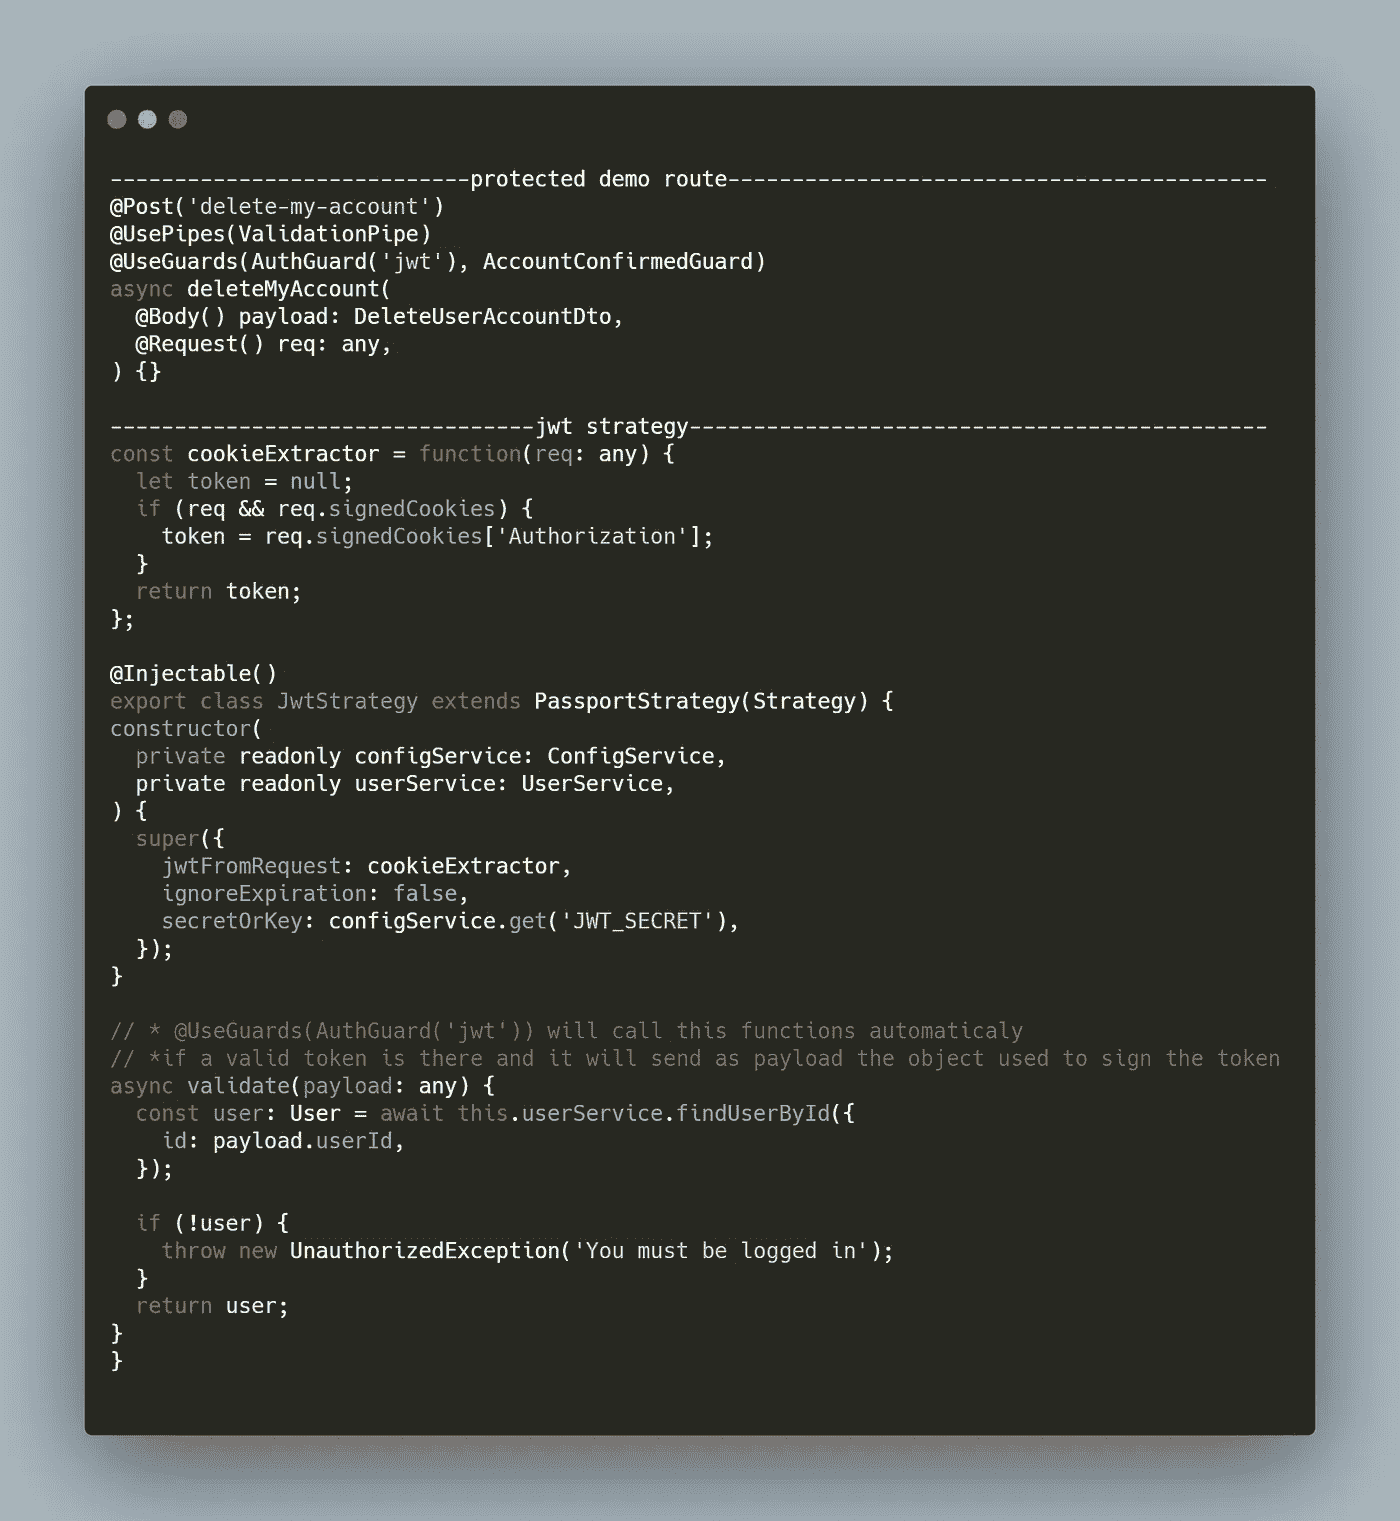 ----------------------------protected demo route------------------------------------------
@Post('delete-my-account')
@UsePipes(ValidationPipe)
@UseGuards(AuthGuard('jwt'), AccountConfirmedGuard)
async deleteMyAccount(
  @Body() payload: DeleteUserAccountDto,
  @Request() req: any,
) {}
---------------------------------jwt strategy---------------------------------------------
const cookieExtractor = function(req: any) {
  let token = null;
  if (req && req.signedCookies) {
    token = req.signedCookies['Authorization'];
  }
  return token;
};
@Injectable()
export class JwtStrategy extends PassportStrategy(Strategy) {
constructor(
  private readonly configService: ConfigService,
  private readonly userService: UserService,
) {
  super({
    jwtFromRequest: cookieExtractor,
    ignoreExpiration: false,
    secretOrKey: configService.get('JWT_SECRET'),
  });
}
// * @UseGuards(AuthGuard('jwt')) will call this functions automaticaly
// *if a valid token is there and it will send as payload the object used to sign the token
async validate(payload: any) {
  const user: User = await this.userService.findUserById({
    id: payload.userId,
  });
  if (!user) {
    throw new UnauthorizedException('You must be logged in');
  }
  return user;
}
}